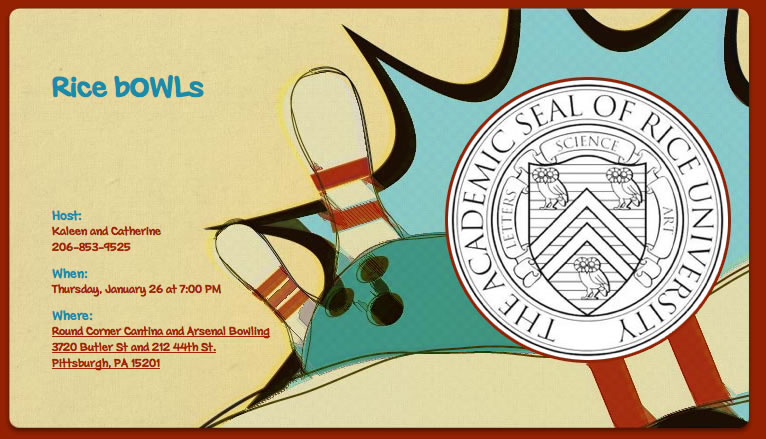 Rice bOWLs
Host:
Kaleen and Catherine
206-853-9525
When:
Thursday, January 26 at 7:00 PM
Where:
Round Corner Cantina and Arsenal Bowling
3720 Butler St and 212 44th St.
Pittsburgh, PA 15201
THE ACADEMIC SEAL OF RICE UNIVERSITY
LETTERS
SCIENCE
ART